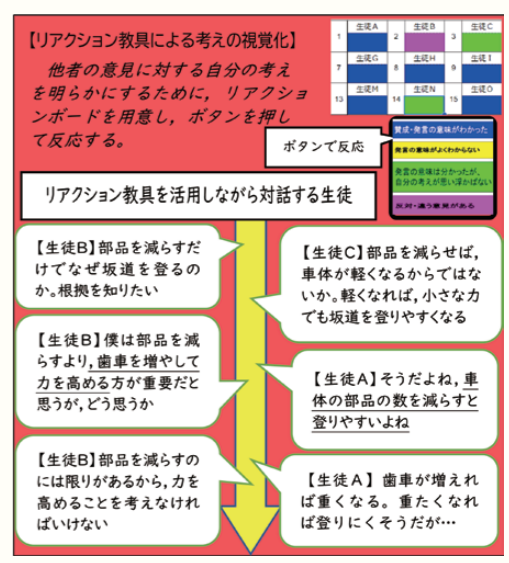 【リアクション教具による考えの視覚化】
他者の意見に対する自分の考え
を明らかにするために，リアクショ
ンボードを用意し，ボタンを押し
て反応する。
生徒A 生徒B 生徒C
1 2 3
生徒G 生徒H 生徒I
7 8 9
生徒M 生徒N 生徒O
13 14 15
ボタンで反応
賛成・発言の意味がわかった
発言の意味がよくわからない
発言の意味は分かったが、
自分の考えが思い浮かばない
反対・違う意見がある
リアクション教具を活用しながら対話する生徒
【生徒B】部品を減らすだ
けでなぜ坂道を登るの
か。根拠を知りたい
【生徒C】部品を減らせば，
車体が軽くなるからではな
いか。軽くなれば，小さな力
でも坂道を登りやすくなる
【生徒B】僕は部品を減
らすより，歯車を増やして
力を高める方が重要だと
思うが，どう思うか
【生徒A】そうだよね，車
体の部品の数を減らすと
登りやすいよね
【生徒B】部品を減らすの
には限りがあるから，力を
高めることを考えなけれ
ばいけない
【生徒A】歯車が増えれ
ば重くなる。重たくなれ
ば登りにくそうだが…